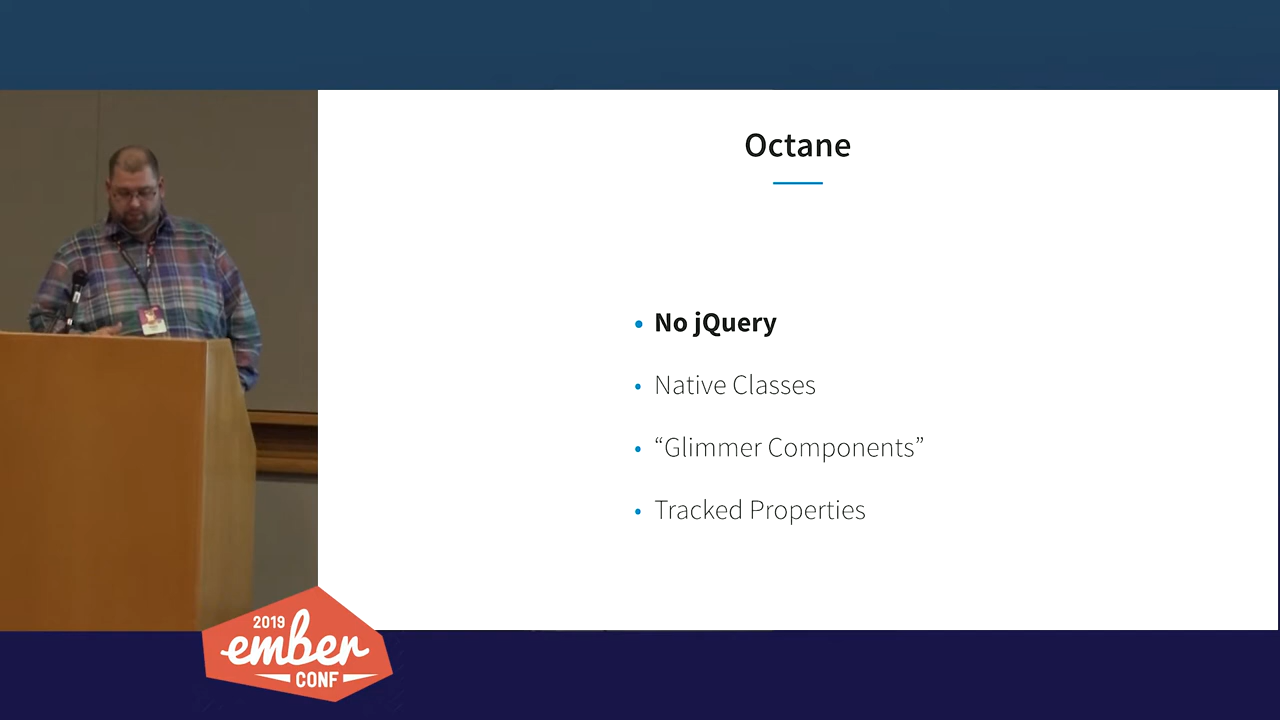 Octane
• No jQuery
• Native Classes
• “Glimmer Components”
• Tracked Properties
2019
ember
CONF